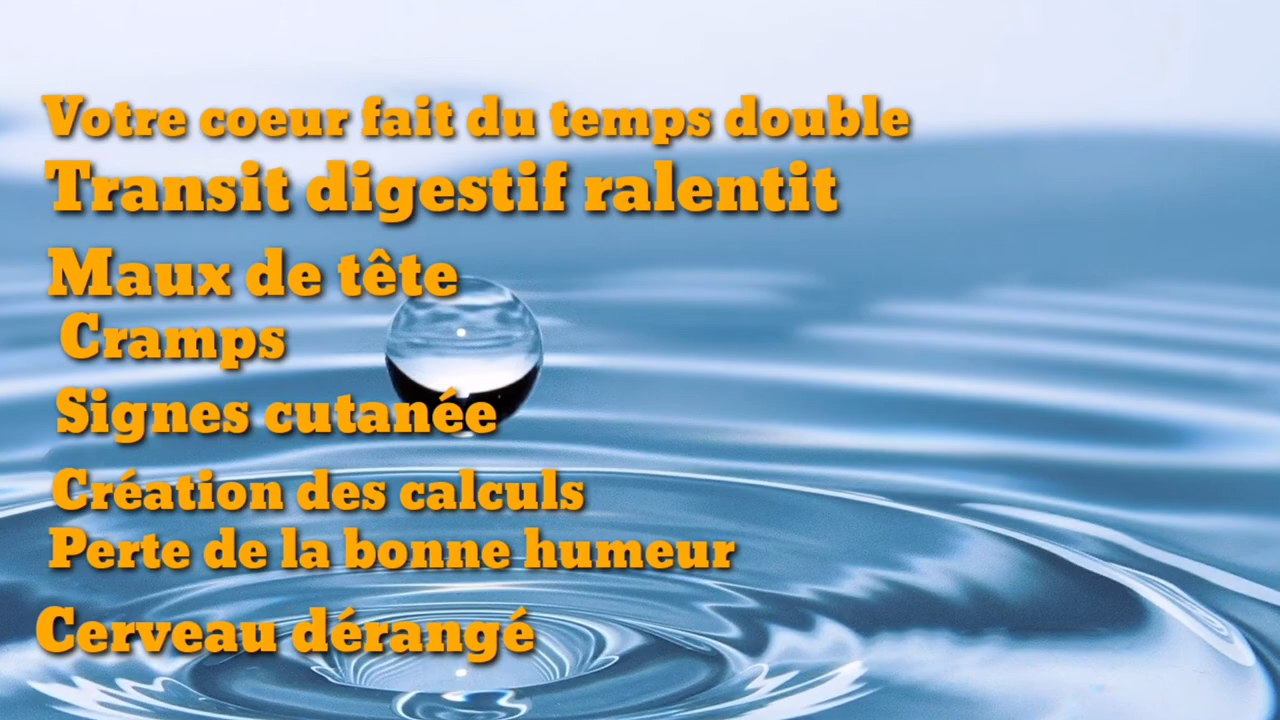 Votre coeur fait du temps double
Transit digestif ralentit
Maux de tête
Cramps
Signes cutanée
Création des calculs
Perte de la bonne humeur
Cerveau dérangé